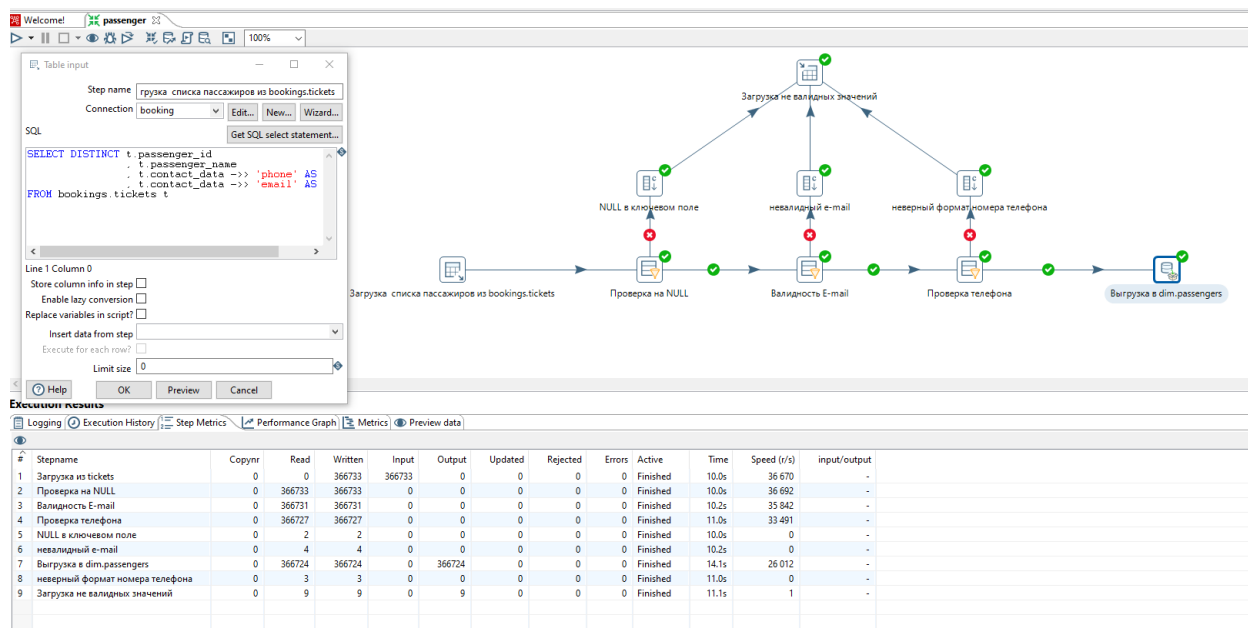 Welcome!
passenger
100%
Table input
Step name грузка списка пассажиров из bookings.tickets
Connection booking Edit... New... Wizard...
SQL Get SQL select statement...
SELECT DISTINCT t.passenger_id
, t.passenger_name
, t.contact_data ->> 'phone' AS
, t.contact_data ->> 'email' AS
FROM bookings.tickets t
Line 1 Column 0
Store column info in step
Enable lazy conversion
Replace variables in script?
Insert data from step
Execute for each row?
Limit size 0
Help OK Preview Cancel
Загрузка не валидных значений
NULL в ключевом поле невалидный e-mail неверный формат номера телефона
Загрузка списка пассажиров из bookings.tickets Проверка на NULL Валидность E-mail Проверка телефона Выгрузка в dim.passengers
Execution Results
Logging Execution History Step Metrics Performance Graph Metrics Preview data
# Stepname Copynr Read Written Input Output Updated Rejected Errors Active Time Speed (r/s) input/output
1 Загрузка из tickets 0 0 366733 366733 0 0 0 0 Finished 10.0s 36 670 -
2 Проверка на NULL 0 366733 366733 0 0 0 0 0 Finished 10.0s 36 692 -
3 Валидность E-mail 0 366731 366731 0 0 0 0 0 Finished 10.2s 35 842 -
4 Проверка телефона 0 366727 366727 0 0 0 0 0 Finished 11.0s 33 491 -
5 NULL в ключевом поле 0 2 2 0 0 0 0 0 Finished 10.0s 0 -
6 невалидный e-mail 0 4 4 0 0 0 0 0 Finished 10.2s 0 -
7 Выгрузка в dim.passengers 0 366724 366724 0 366724 0 0 0 Finished 14.1s 26 012 -
8 неверный формат номера телефона 0 3 3 0 0 0 0 0 Finished 11.0s 0 -
9 Загрузка не валидных значений 0 9 9 0 9 0 0 0 Finished 11.1s 1 -